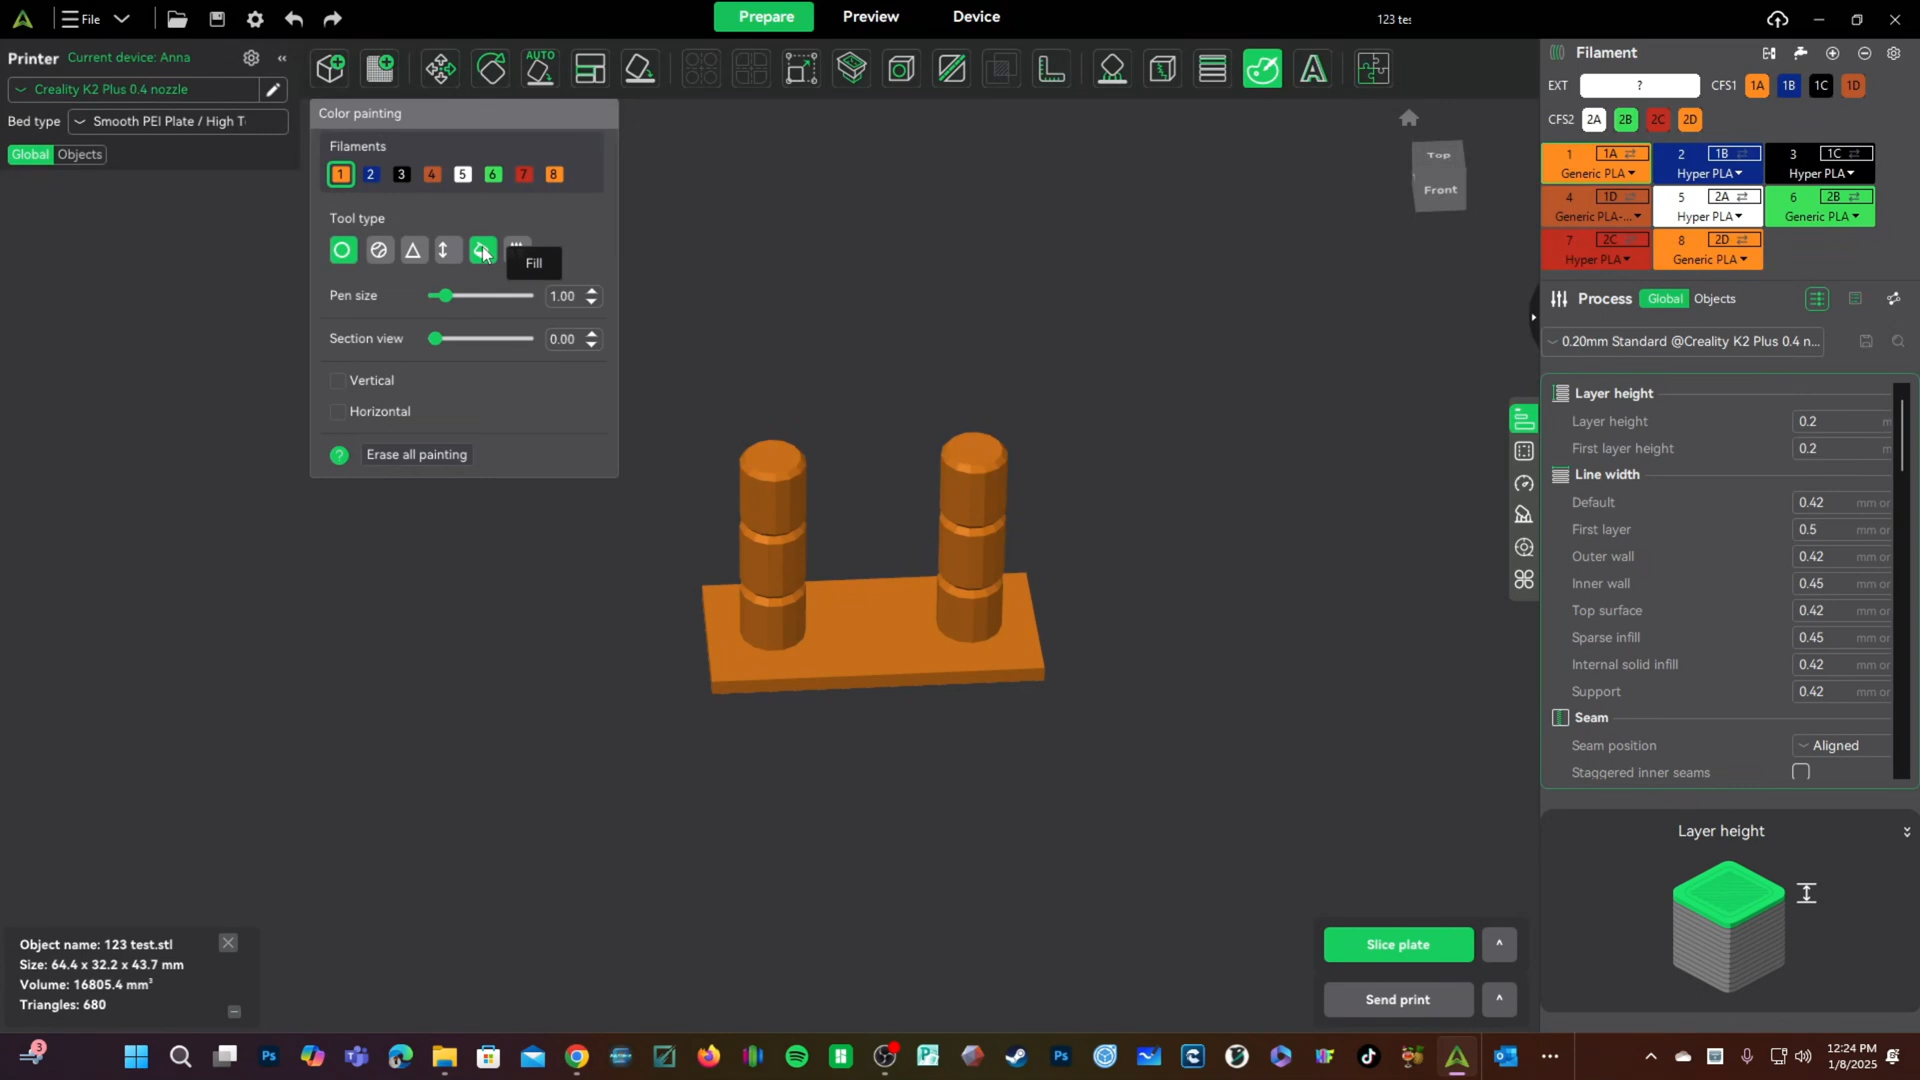 File
Prepare
Preview
Device
123 tes
Printer
Current device: Anna
Creality K2 Plus 0.4 nozzle
Bed type
Smooth PEI Plate / High T
Global
Objects
AUTO
Color painting
Filaments
1 2 3 4 5 6 7 8
Tool type
Fill
Pen size
1.00
Section view
0.00
Vertical
Horizontal
? Erase all painting
Top
Front
Filament
EXT ? CFS1 1A 1B 1C 1D
CFS2 2A 2B 2C 2D
1 1A 2 1B 3 1C
Generic PLA Hyper PLA Hyper PLA
4 1D 5 2A 6 2B
Generic PLA-... Hyper PLA Generic PLA
7 2C 8 2D
Hyper PLA Generic PLA
Process Global Objects
0.20mm Standard @Creality K2 Plus 0.4 n...
Layer height
Layer height 0.2 m
First layer height 0.2 m
Line width
Default 0.42 mm or
First layer 0.5 mm or
Outer wall 0.42 mm or
Inner wall 0.45 mm or
Top surface 0.42 mm or
Sparse infill 0.45 mm or
Internal solid infill 0.42 mm or
Support 0.42 mm or
Seam
Seam position Aligned
Staggered inner seams
Layer height
Object name: 123 test.stl
Size: 64.4 x 32.2 x 43.7 mm
Volume: 16805.4 mm³
Triangles: 680
Slice plate
Send print
3
Ps
Ps
12:24 PM
1/8/2025